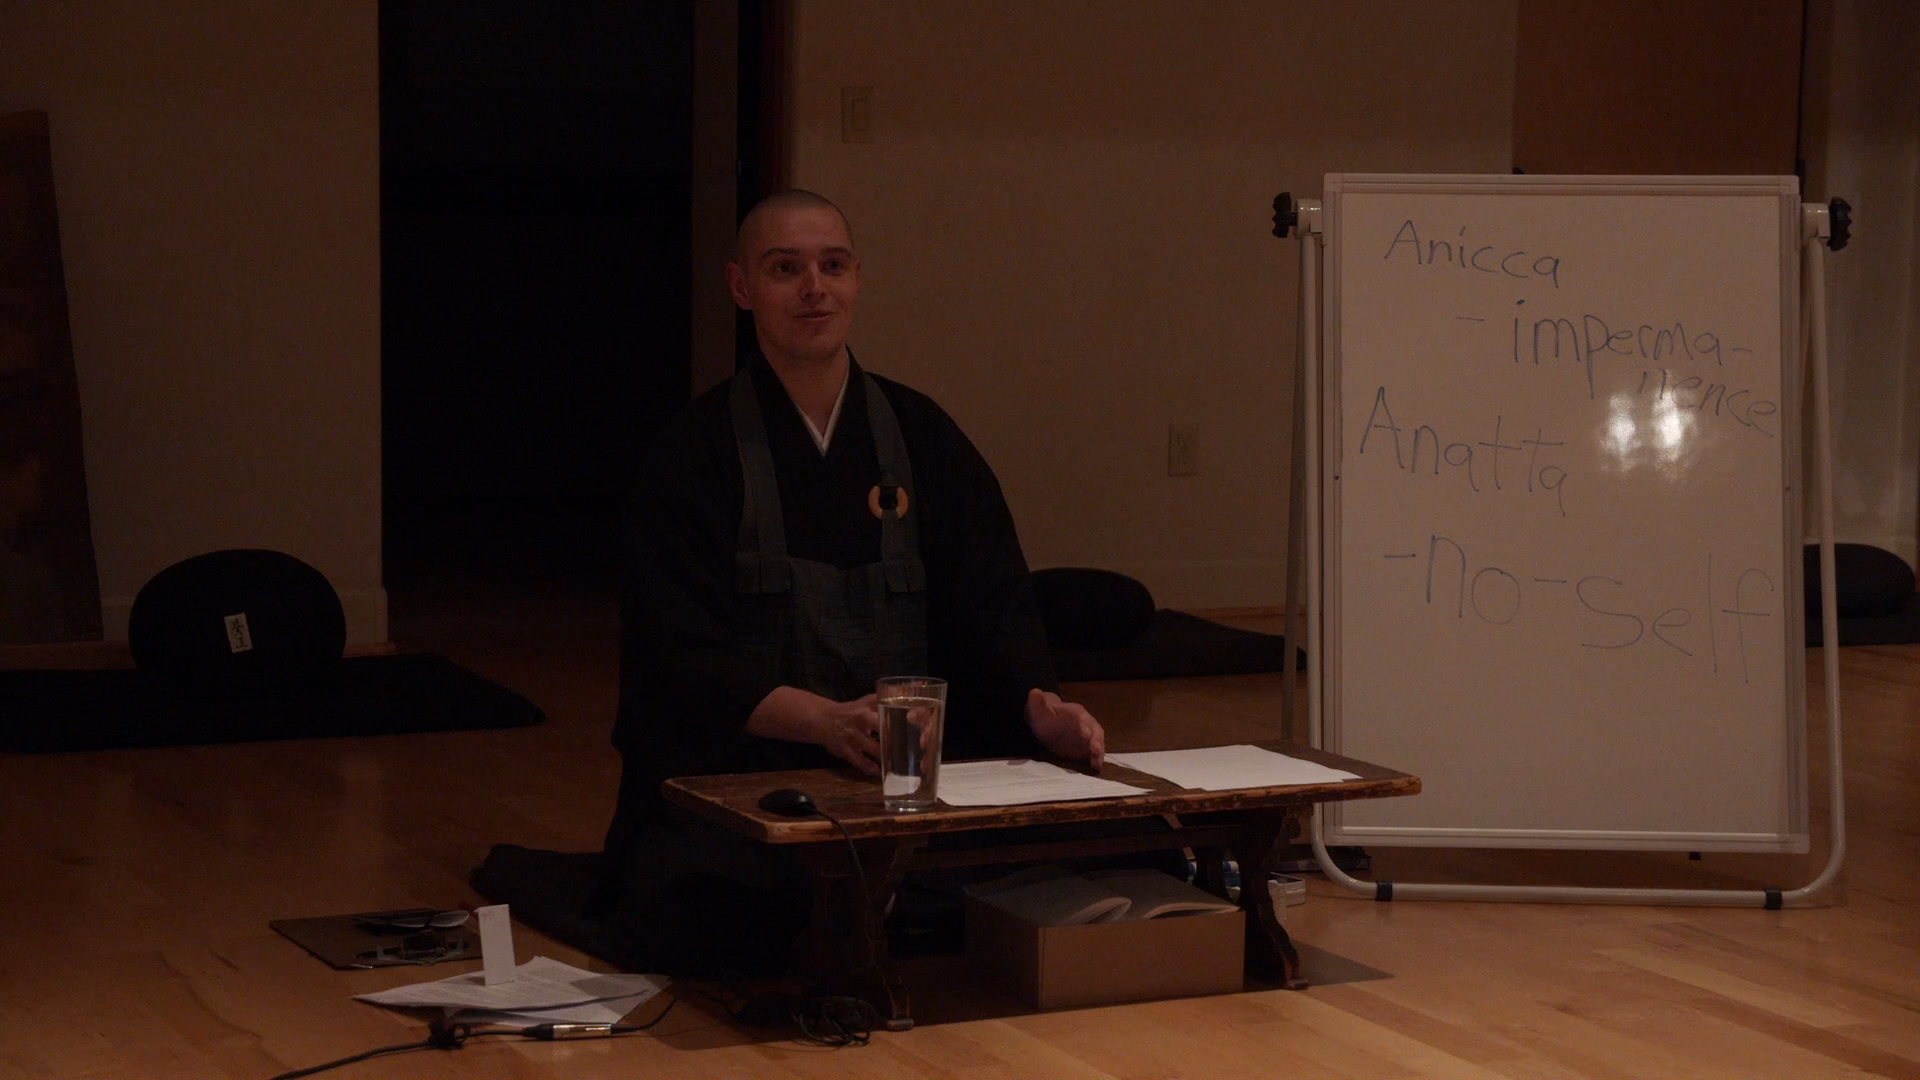 Anicca
- imperma-
nence
Anatta
-no-self